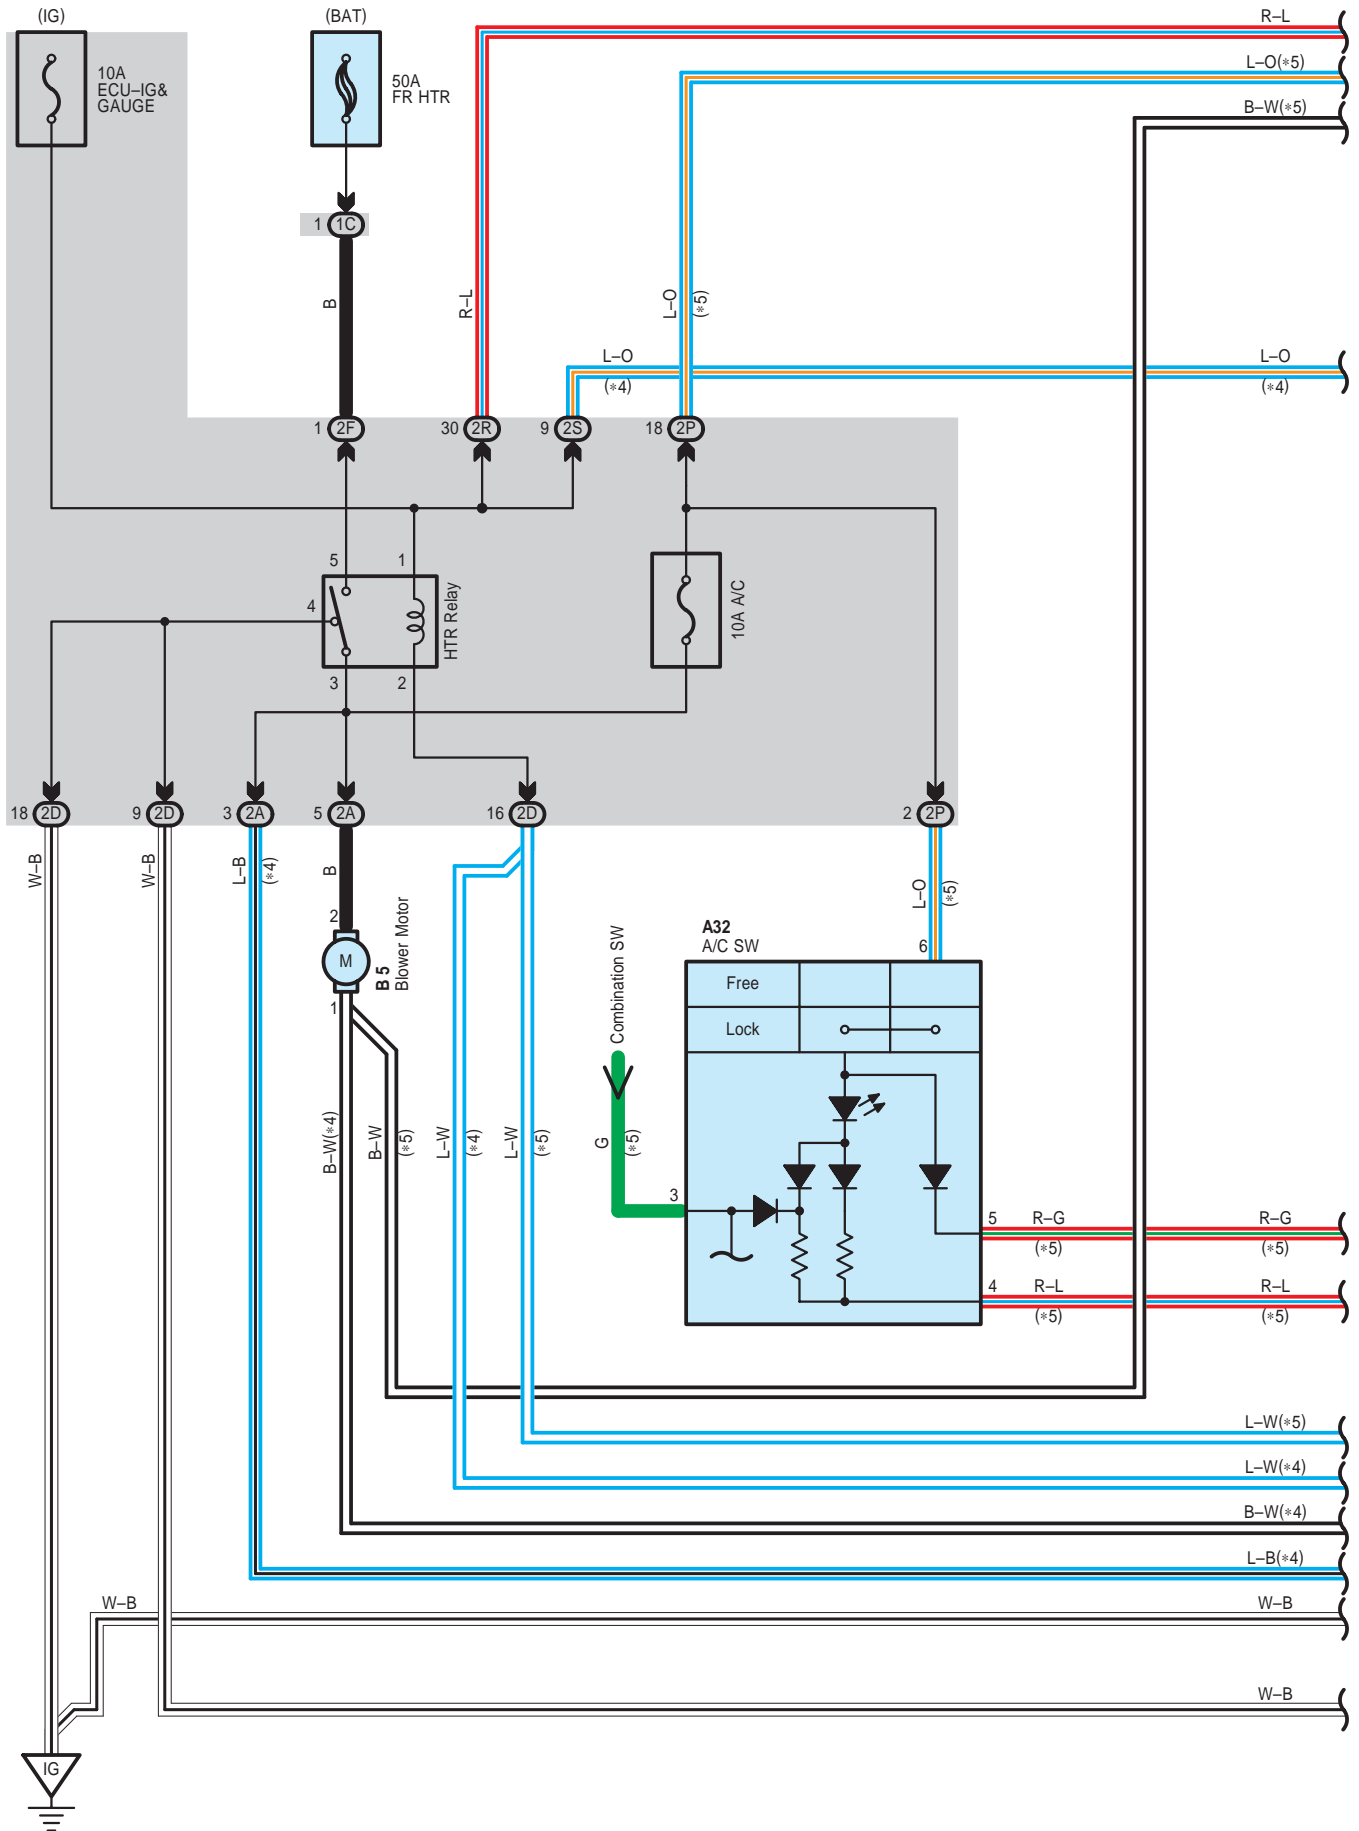 (IG)
(BAT)
R–L
10A
ECU–IG&
GAUGE
50A
FR HTR
L–O(*5)
B–W(*5)
1 1C
B
R–L
L–O
(*5)
L–O
(*4)
L–O
(*4)
1 2F
30 2R
9 2S
18 2P
5
1
4
HTR Relay
10A A/C
3
2
18 2D
9 2D
3 2A
5 2A
16 2D
2 2P
W–B
W–B
L–B
(*4)
B
L–O
(*5)
2
M
B 5
Blower Motor
1
Combination SW
A32
A/C SW
6
Free
Lock
B–W(*4)
B–W
(*5)
L–W
(*4)
L–W
(*5)
G
(*5)
3
5
R–G
(*5)
R–G
(*5)
4
R–L
(*5)
R–L
(*5)
L–W(*5)
L–W(*4)
B–W(*4)
L–B(*4)
W–B
W–B
W–B
IG